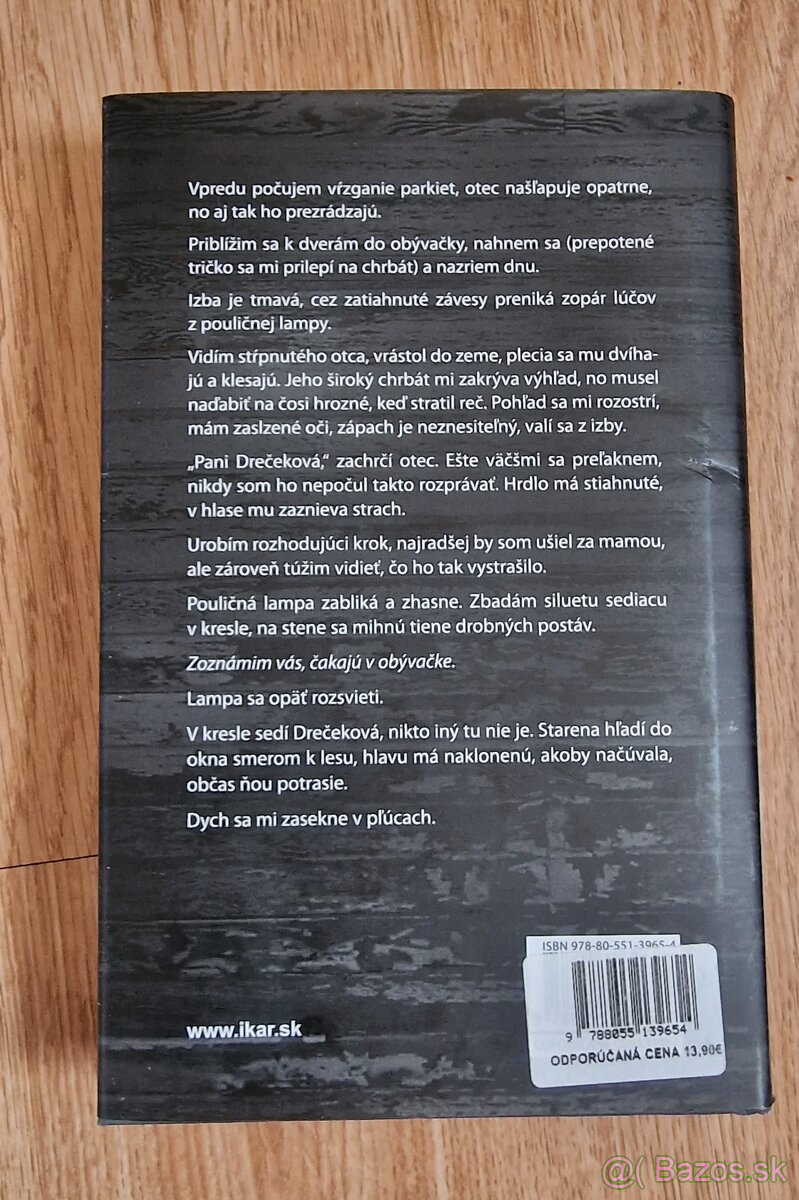 Vpredu počujem vŕzganie parkiet, otec našľapuje opatrne,
no aj tak ho prezrádzajú.
Priblížim sa k dverám do obývačky, nahnem sa (prepotené
tričko sa mi prilepí na chrbát) a nazriem dnu.
Izba je tmavá, cez zatiahnuté závesy preniká zopár lúčov
z pouličnej lampy.
Vidím stŕpnutého otca, vrástol do zeme, plecia sa mu dvíha-
jú a klesajú. Jeho široký chrbát mi zakrýva výhľad, no musel
naďabiť na čosi hrozné, keď stratil reč. Pohľad sa mi rozostrí,
mám zaslzené oči, zápach je neznesiteľný, valí sa z izby.
„Pani Drečeková,“ zachrčí otec. Ešte väčšmi sa preľaknem,
nikdy som ho nepočul takto rozprávať. Hrdlo má stiahnuté,
v hlase mu zaznieva strach.
Urobím rozhodujúci krok, najradšej by som ušiel za mamou,
ale zároveň túžim vidieť, čo ho tak vystrašilo.
Pouličná lampa zabliká a zhasne. Zbadám siluetu sediacu
v kresle, na stene sa mihnú tiene drobných postáv.
Zoznámim vás, čakajú v obývačke.
Lampa sa opäť rozsvieti.
V kresle sedí Drečeková, nikto iný tu nie je. Starena hľadí do
okna smerom k lesu, hlavu má naklonenú, akoby načúvala,
občas ňou potrasie.
Dych sa mi zasekne v pľúcach.
ISBN 978-80-551-3965-4
9 788055 139654
ODPORÚČANÁ CENA 13,90€
www.ikar.sk
@( Bazos.sk